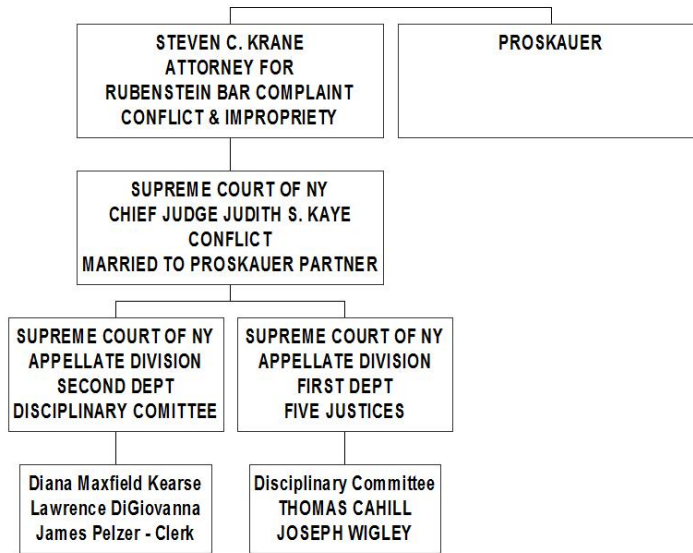 STEVEN C. KRANE
ATTORNEY FOR
RUBENSTEIN BAR COMPLAINT
CONFLICT & IMPROPRIETY
PROSKAUER
SUPREME COURT OF NY
CHIEF JUDGE JUDITH S. KAYE
CONFLICT
MARRIED TO PROSKAUER PARTNER
SUPREME COURT OF NY
APPELLATE DIVISION
SECOND DEPT
DISCIPLINARY COMITTEE
SUPREME COURT OF NY
APPELLATE DIVISION
FIRST DEPT
FIVE JUSTICES
Diana Maxfield Kearse
Lawrence DiGiovanna
James Pelzer - Clerk
Disciplinary Committee
THOMAS CAHILL
JOSEPH WIGLEY